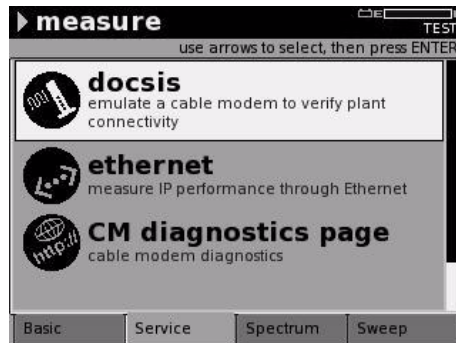 measure
E
TEST
use arrows to select, then press ENTER
docsis
emulate a cable modem to verify plant
connectivity
ethernet
measure IP performance through Ethernet
http://
CM diagnostics page
cable modem diagnostics
Basic
Service
Spectrum
Sweep